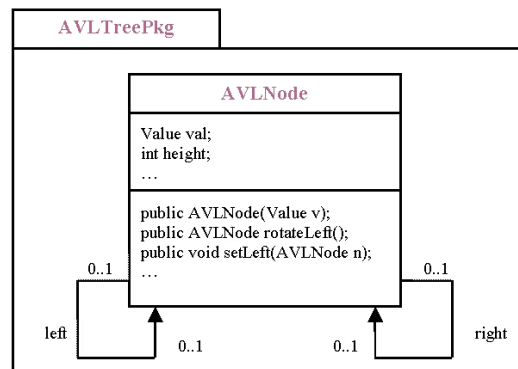 AVLTreePkg
AVLNode
Value val;
int height;
…
public AVLNode(Value v);
public AVLNode rotateLeft();
public void setLeft(AVLNode n);
…
0..1
0..1
left
0..1
0..1
right